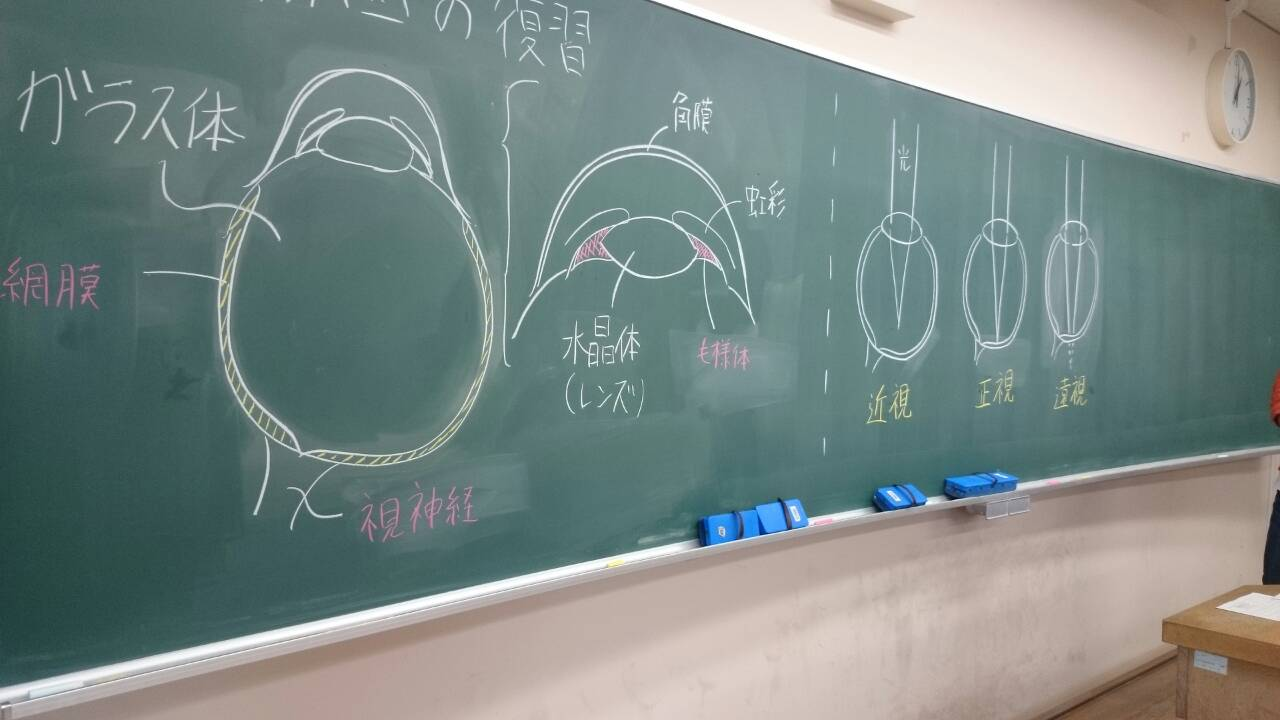 の復習
ガラス体
網膜
視神経
角膜
虹彩
水晶体
(レンズ)
毛様体
光
近視
正視
遠視